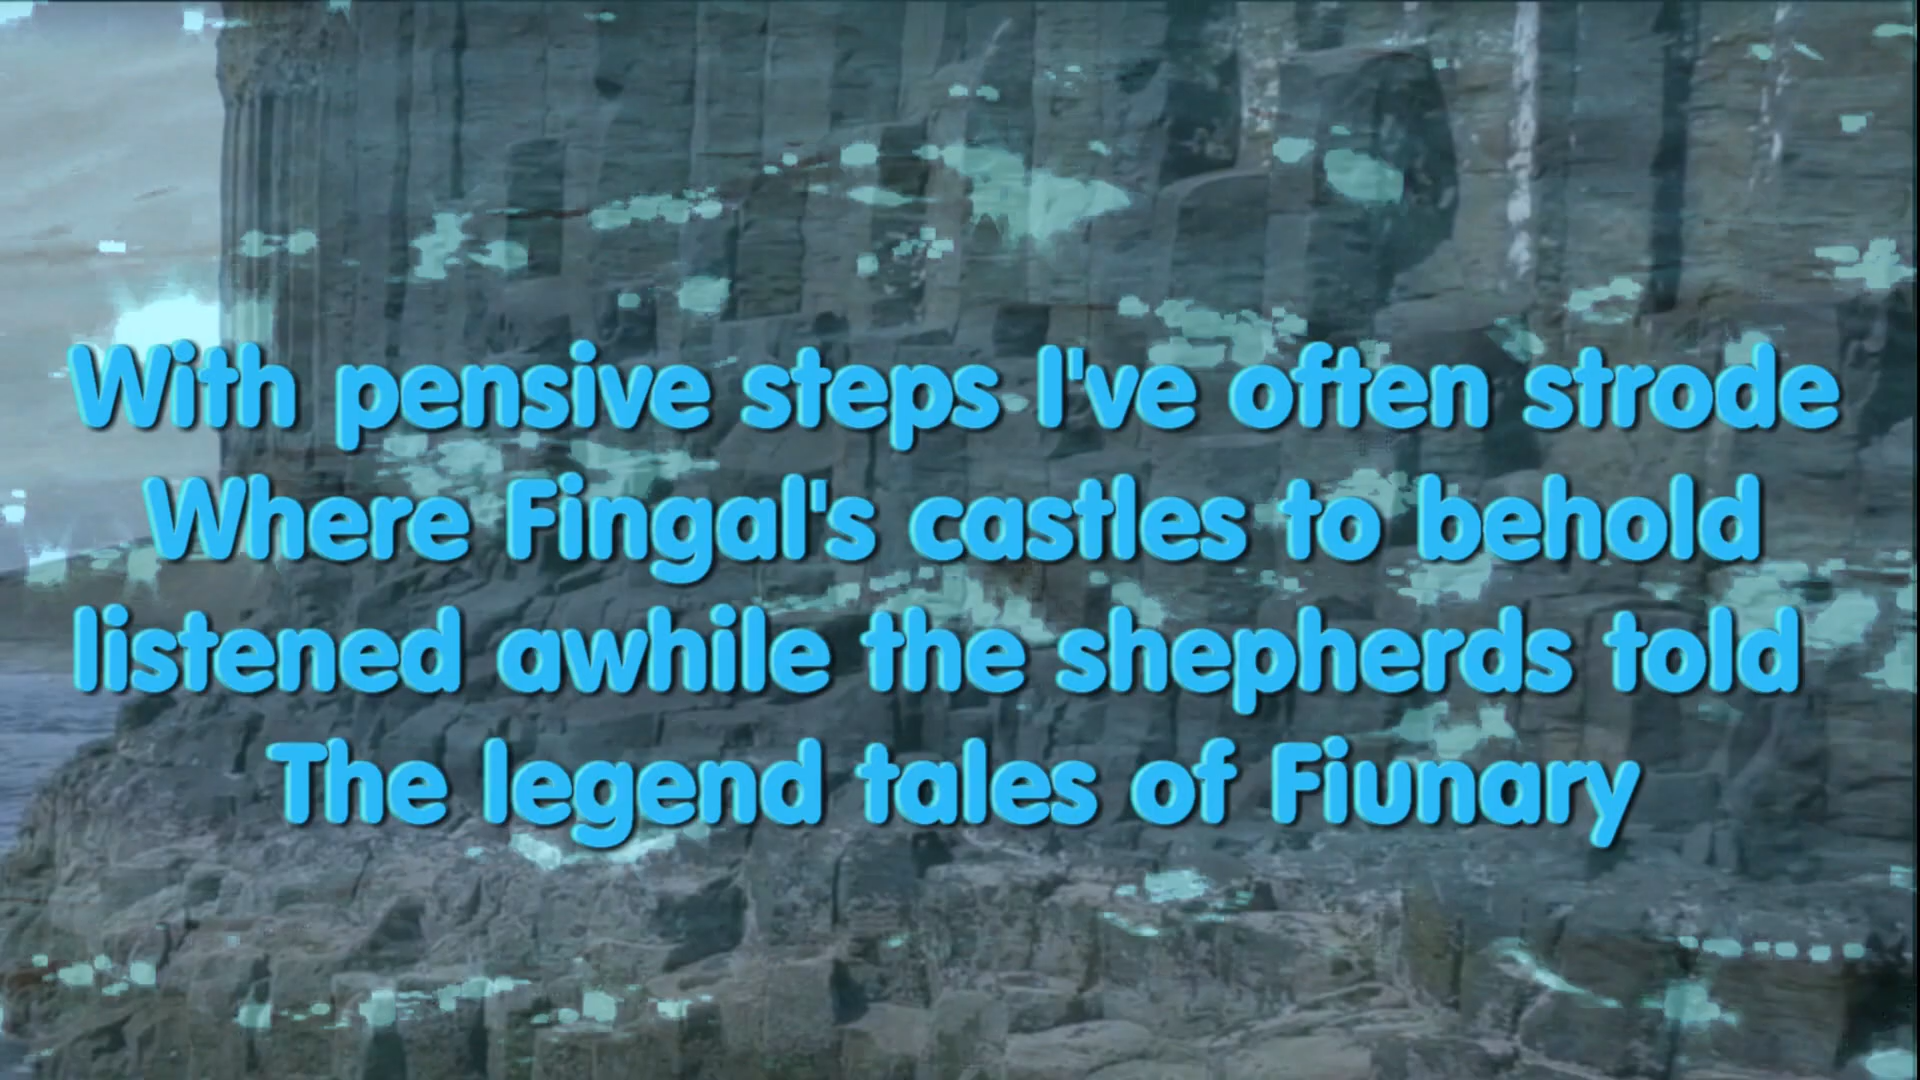 With pensive steps I've often strode
Where Fingal's castles to behold
listened awhile the shepherds told
The legend tales of Fiunary